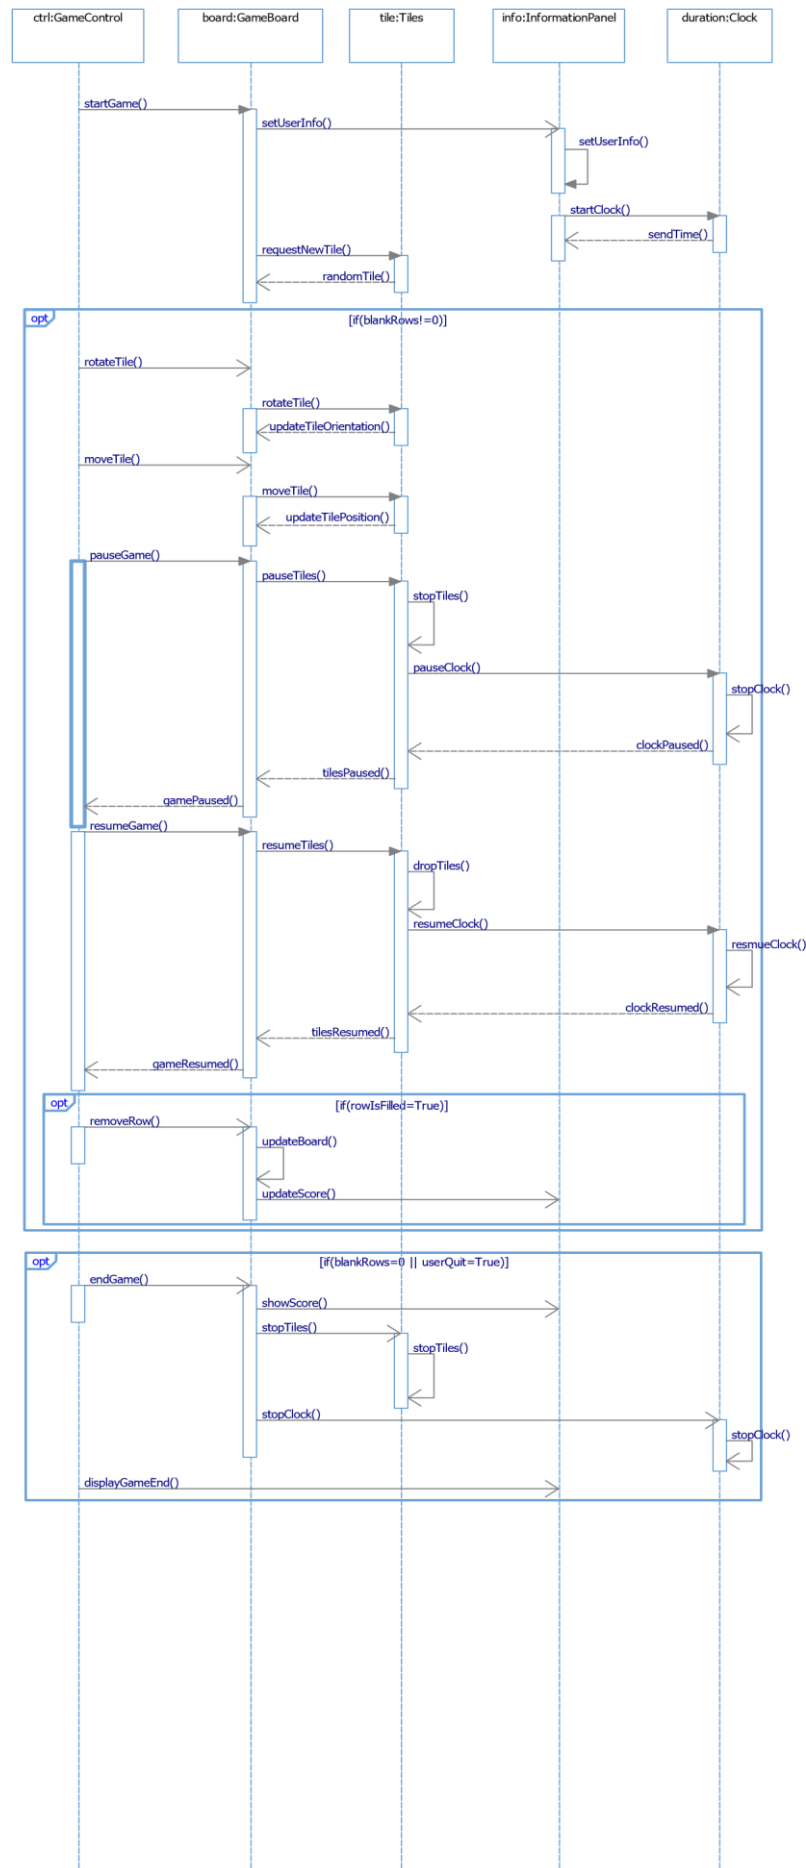 ctrl:GameControl
board:GameBoard
tile:Tiles
info:InformationPanel
duration:Clock
startGame()
setUserInfo()
setUserInfo()
startClock()
sendTime()
requestNewTile()
randomTile()
opt
[if(blankRows!=0)]
rotateTile()
rotateTile()
updateTileOrientation()
moveTile()
moveTile()
updateTilePosition()
pauseGame()
pauseTiles()
stopTiles()
pauseClock()
stopClock()
clockPaused()
tilesPaused()
gamePaused()
resumeGame()
resumeTiles()
dropTiles()
resumeClock()
resmueClock()
clockResumed()
tilesResumed()
gameResumed()
opt
[if(rowIsFilled=True)]
removeRow()
updateBoard()
updateScore()
opt
[if(blankRows=0 || userQuit=True)]
endGame()
showScore()
stopTiles()
stopTiles()
stopClock()
stopClock()
displayGameEnd()